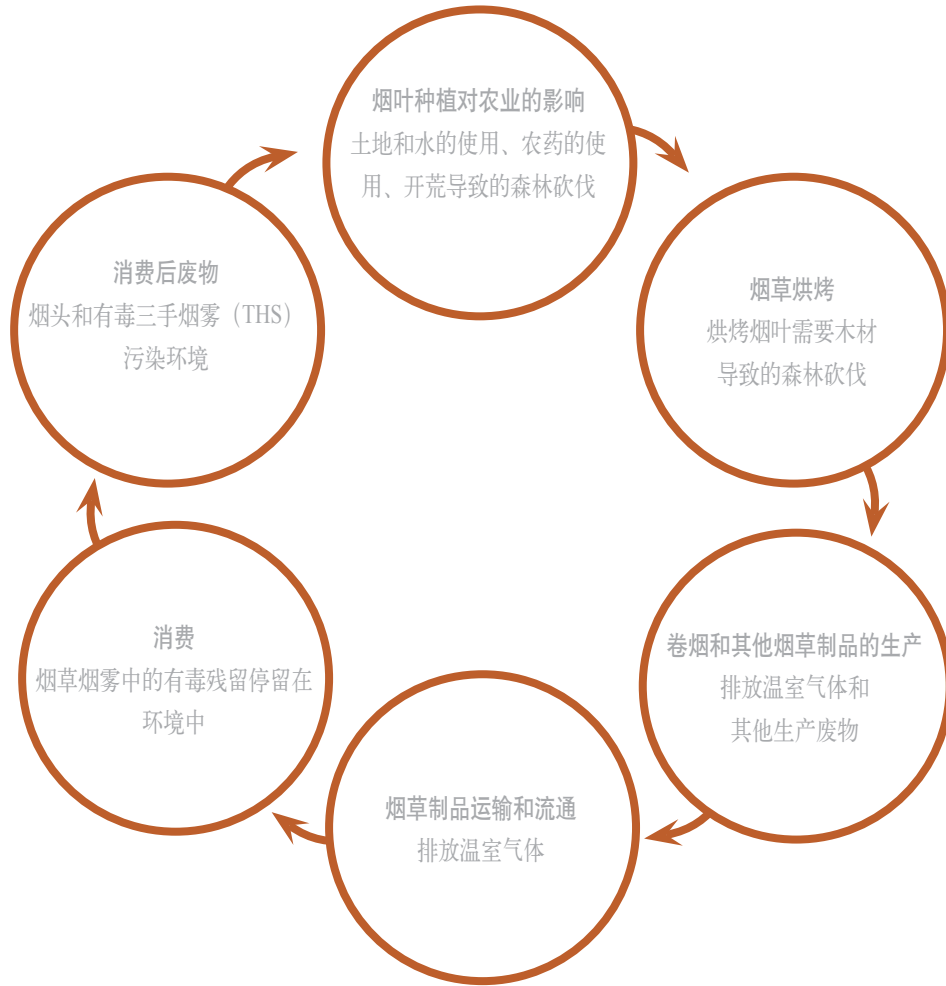 烟叶种植对农业的影响
土地和水的使用、农药的使
用、开荒导致的森林砍伐
烟草烘烤
烘烤烟叶需要木材
导致的森林砍伐
卷烟和其他烟草制品的生产
排放温室气体和
其他生产废物
烟草制品运输和流通
排放温室气体
消费
烟草烟雾中的有毒残留停留在
环境中
消费后废物
烟头和有毒三手烟雾（THS）
污染环境